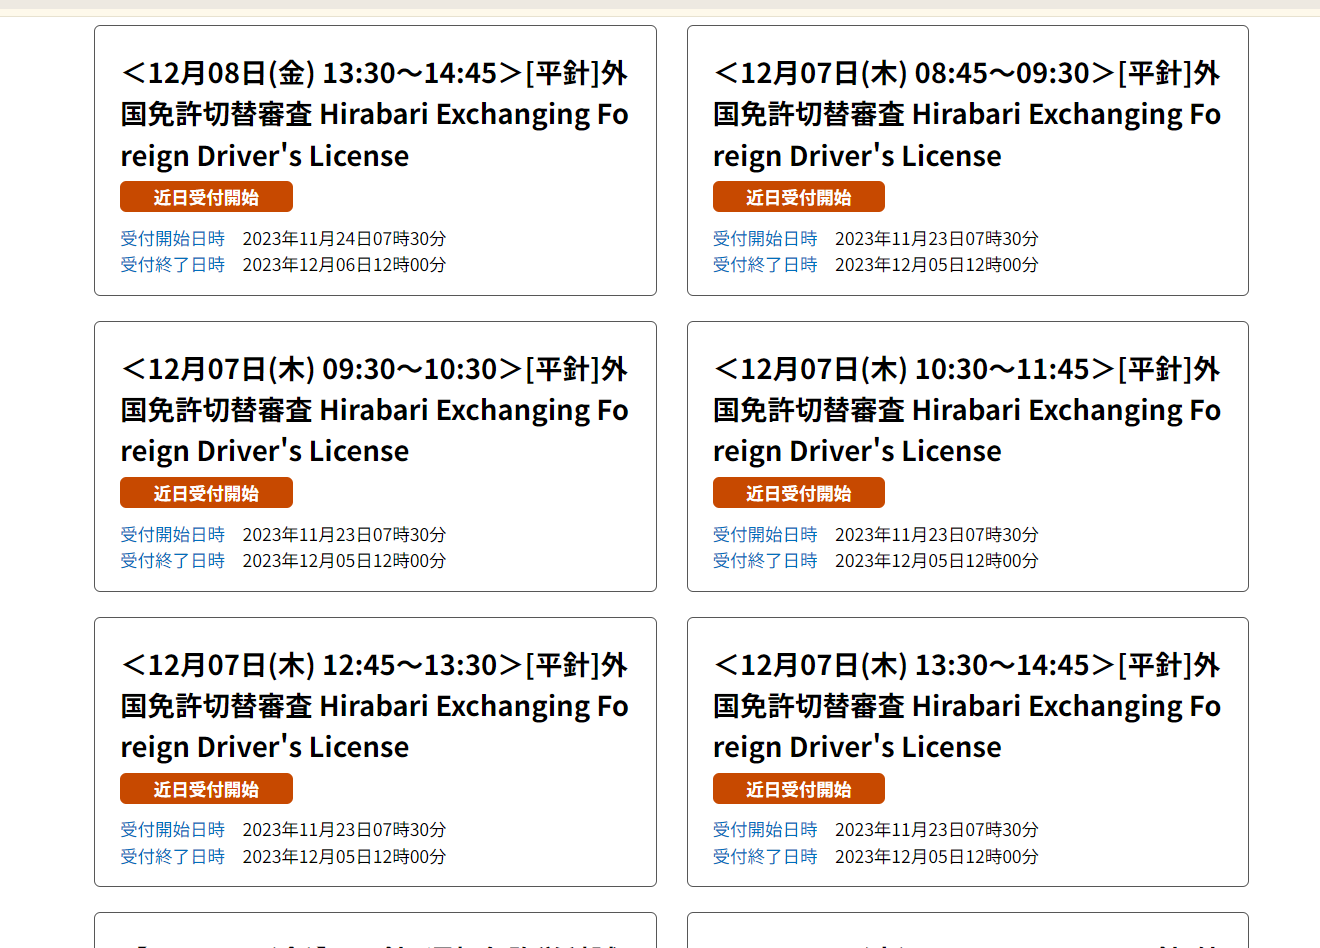 ＜12月08日(金) 13:30～14:45＞[平針]外
国免許切替審査 Hirabari Exchanging Fo
reign Driver's License
近日受付開始
受付開始日時 2023年11月24日07時30分
受付終了日時 2023年12月06日12時00分
＜12月07日(木) 08:45～09:30＞[平針]外
国免許切替審査 Hirabari Exchanging Fo
reign Driver's License
近日受付開始
受付開始日時 2023年11月23日07時30分
受付終了日時 2023年12月05日12時00分
＜12月07日(木) 09:30～10:30＞[平針]外
国免許切替審査 Hirabari Exchanging Fo
reign Driver's License
近日受付開始
受付開始日時 2023年11月23日07時30分
受付終了日時 2023年12月05日12時00分
＜12月07日(木) 10:30～11:45＞[平針]外
国免許切替審査 Hirabari Exchanging Fo
reign Driver's License
近日受付開始
受付開始日時 2023年11月23日07時30分
受付終了日時 2023年12月05日12時00分
＜12月07日(木) 12:45～13:30＞[平針]外
国免許切替審査 Hirabari Exchanging Fo
reign Driver's License
近日受付開始
受付開始日時 2023年11月23日07時30分
受付終了日時 2023年12月05日12時00分
＜12月07日(木) 13:30～14:45＞[平針]外
国免許切替審査 Hirabari Exchanging Fo
reign Driver's License
近日受付開始
受付開始日時 2023年11月23日07時30分
受付終了日時 2023年12月05日12時00分